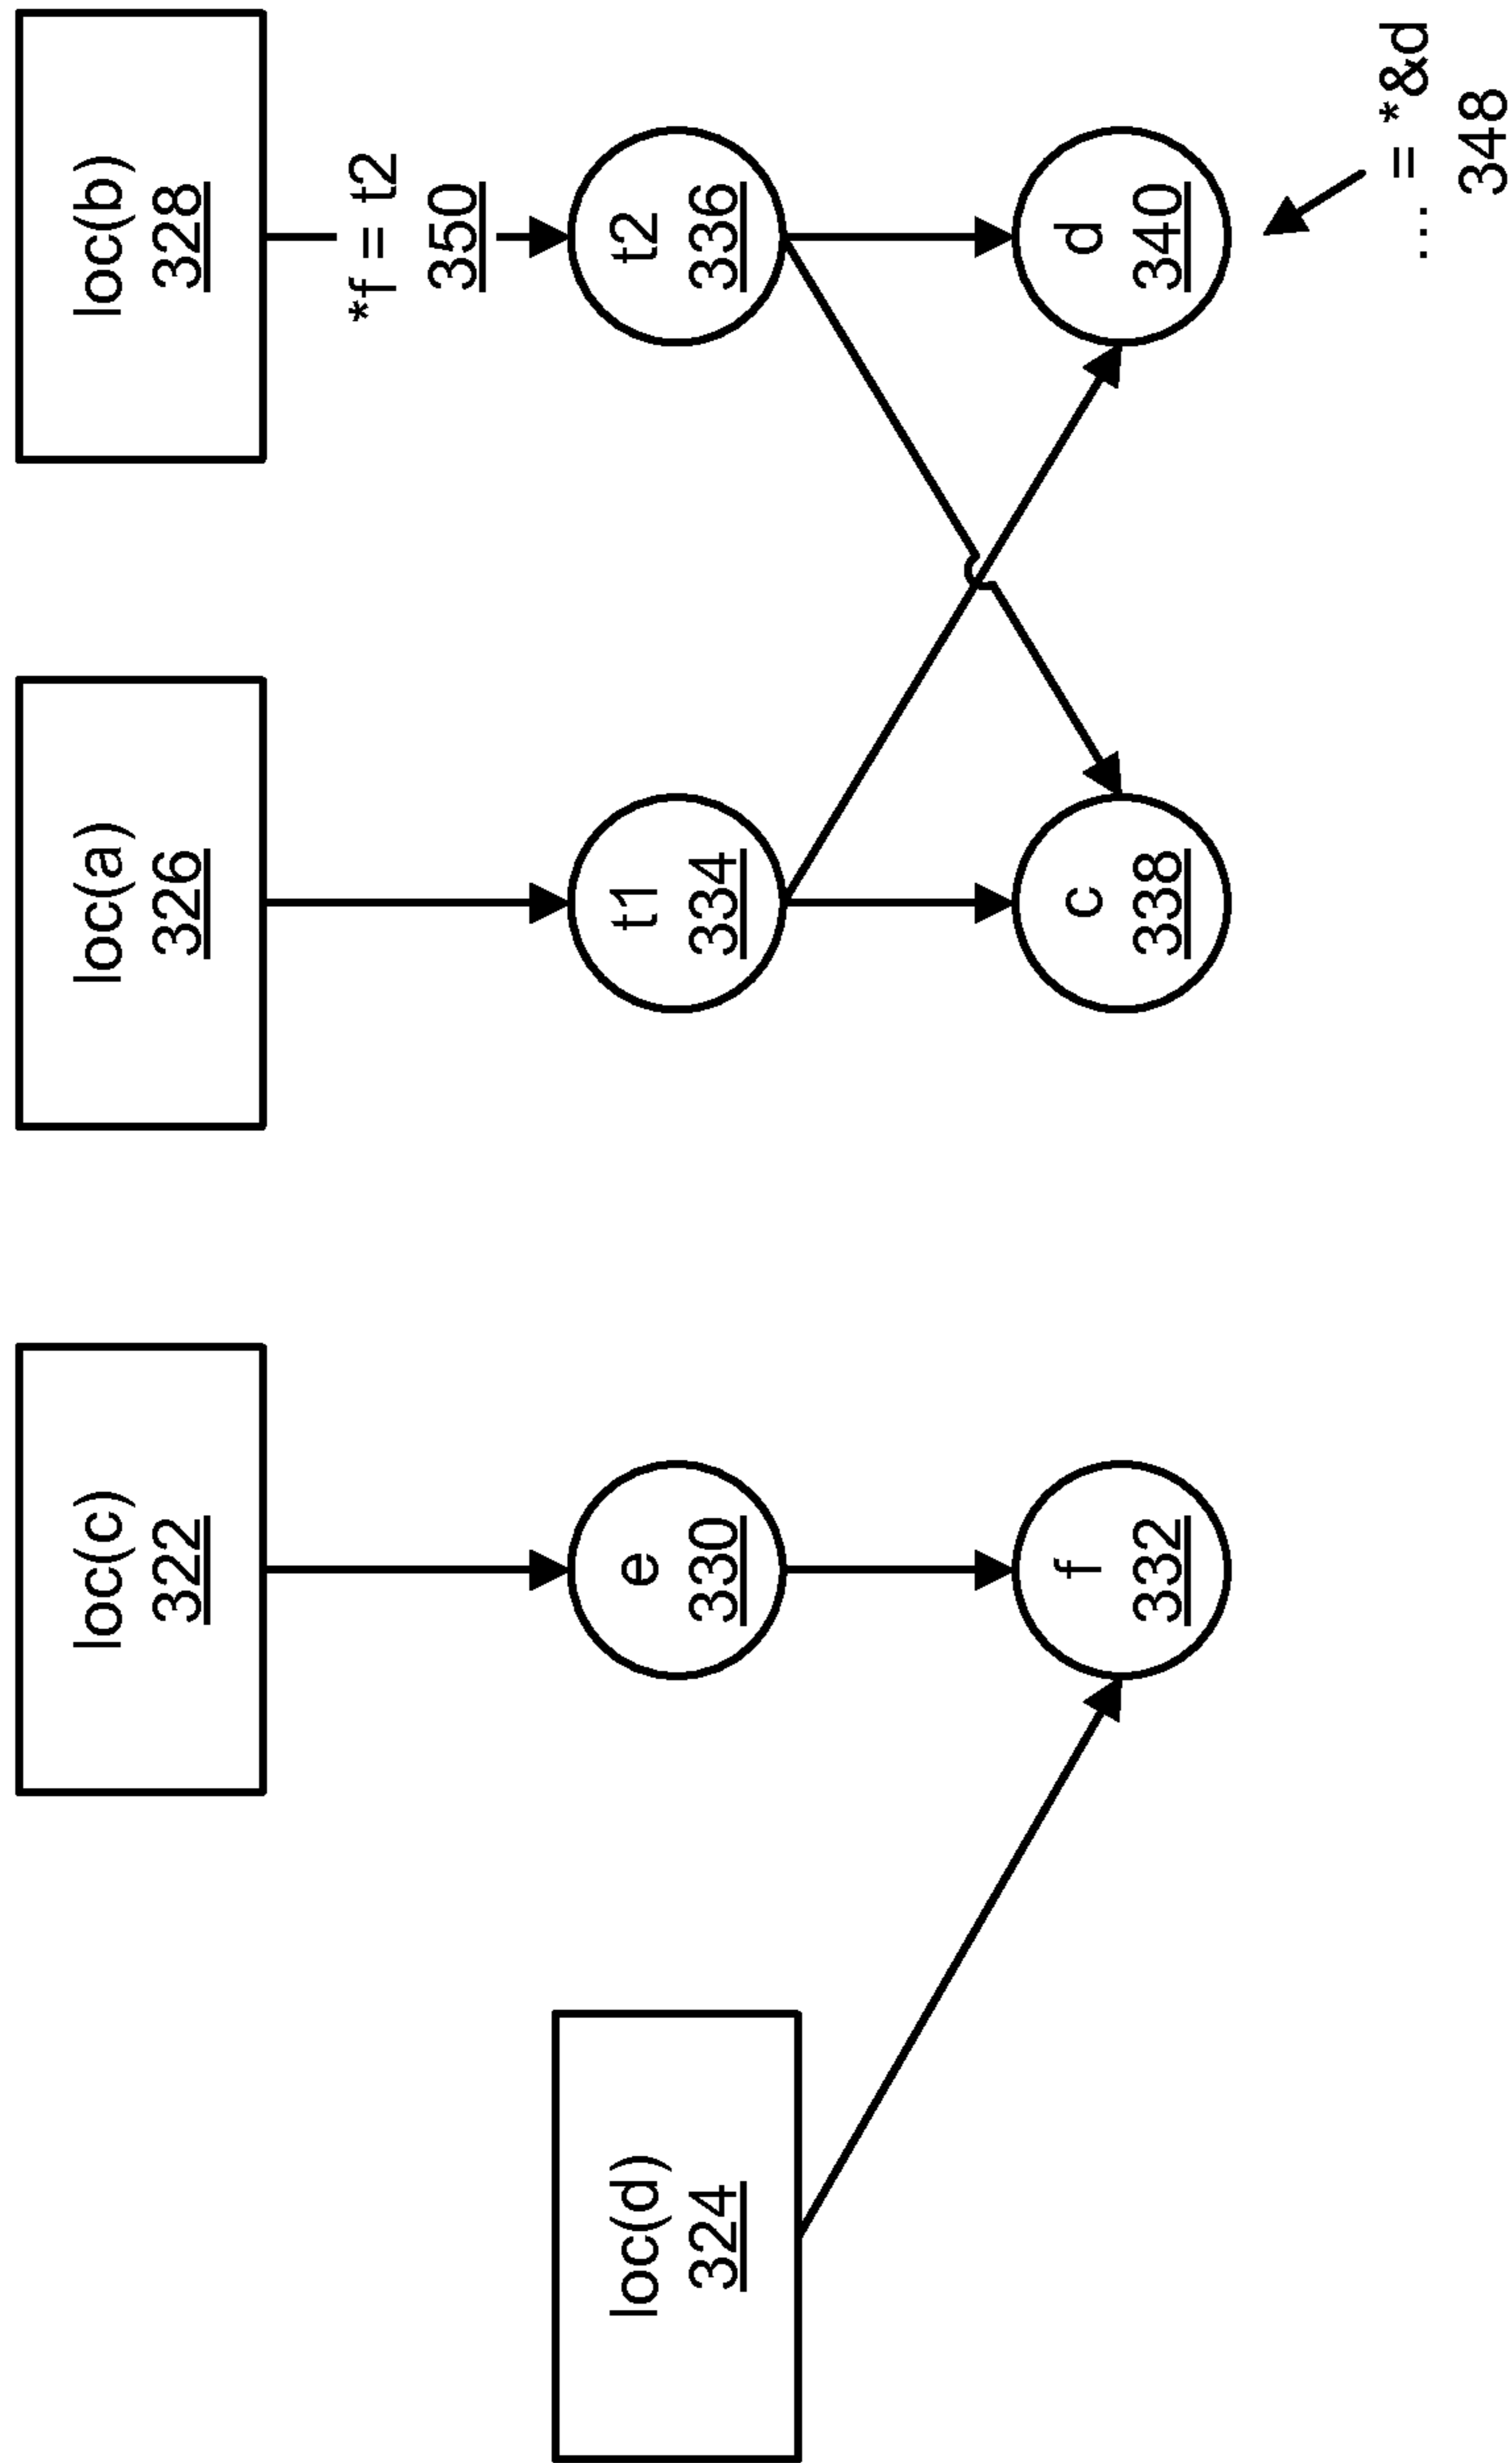 loc(d)
324
loc(c)
322
loc(a)
326
loc(b)
328
*f = t2
350
e
330
t1
334
t2
336
f
332
c
338
d
340
... = *&d
348